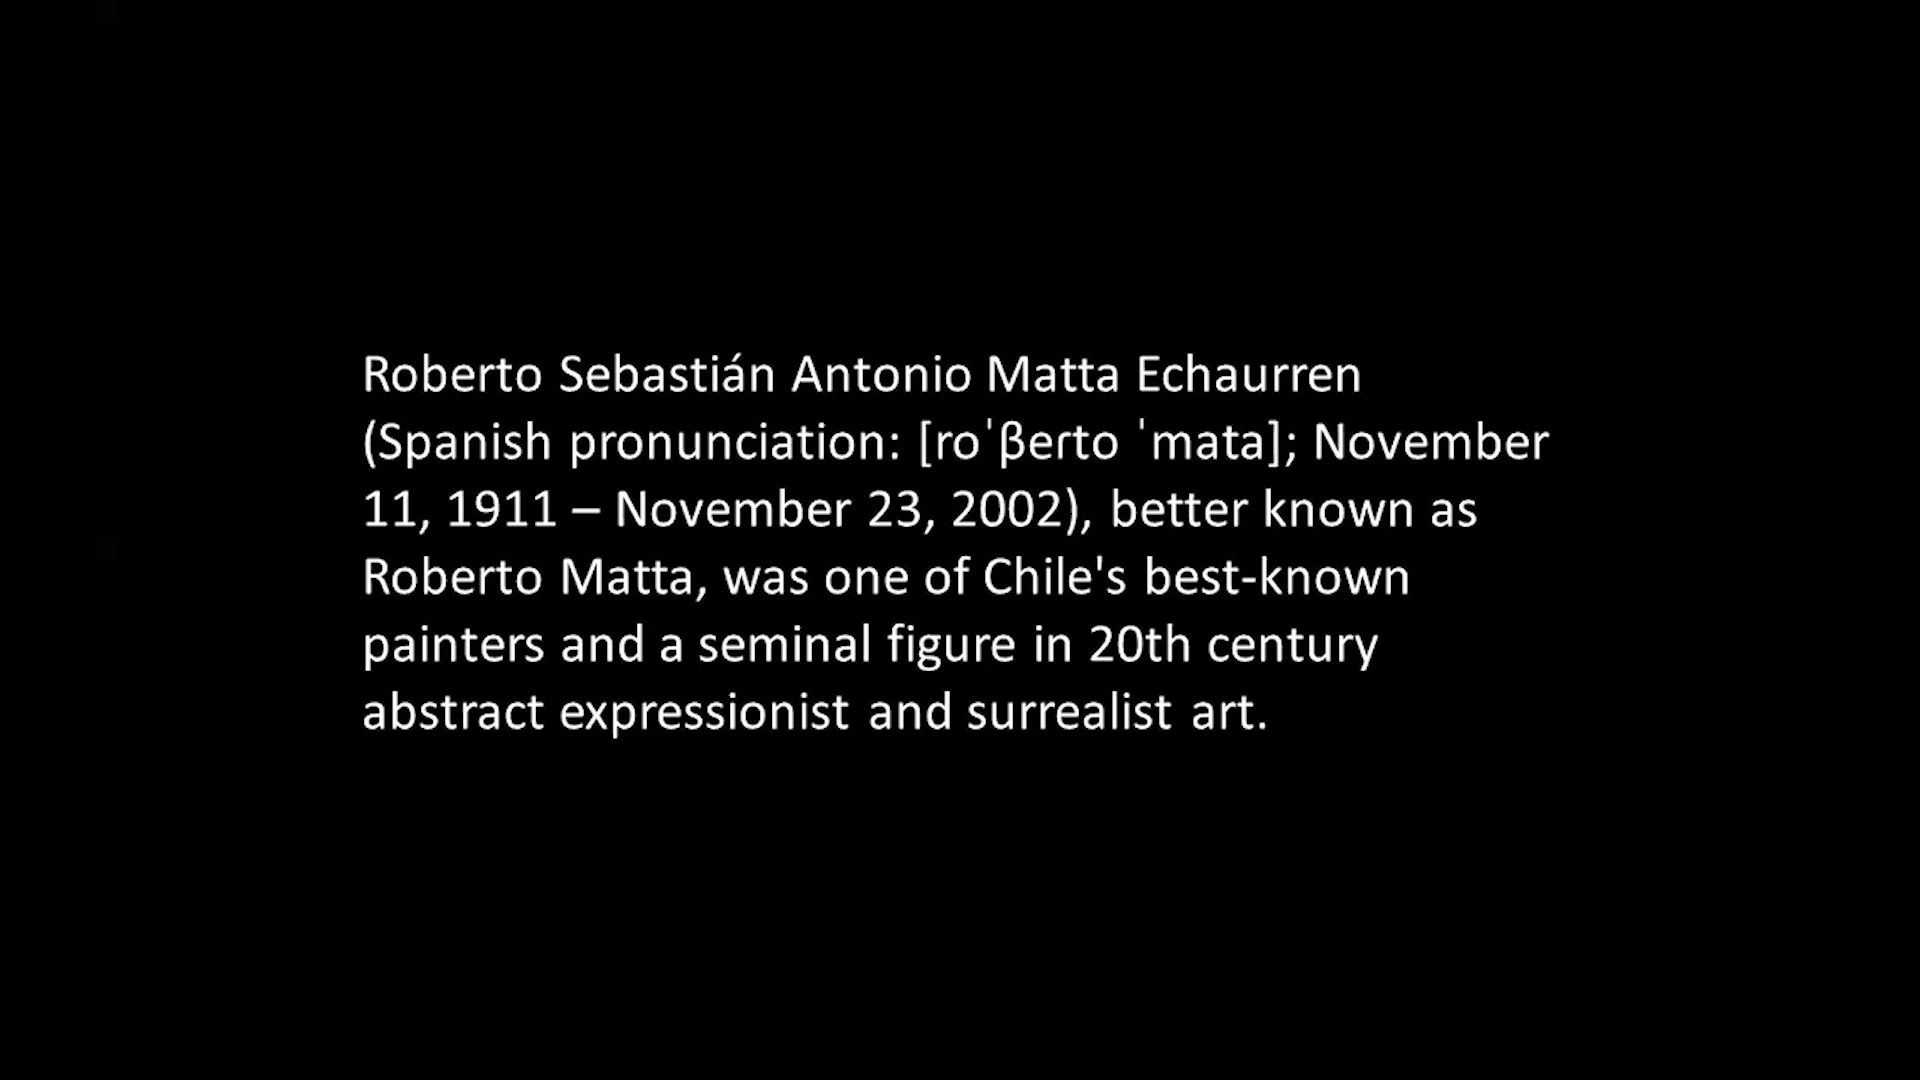 Roberto Sebastián Antonio Matta Echaurren
(Spanish pronunciation: [roˈβerto ˈmata]; November
11, 1911 – November 23, 2002), better known as
Roberto Matta, was one of Chile's best-known
painters and a seminal figure in 20th century
abstract expressionist and surrealist art.